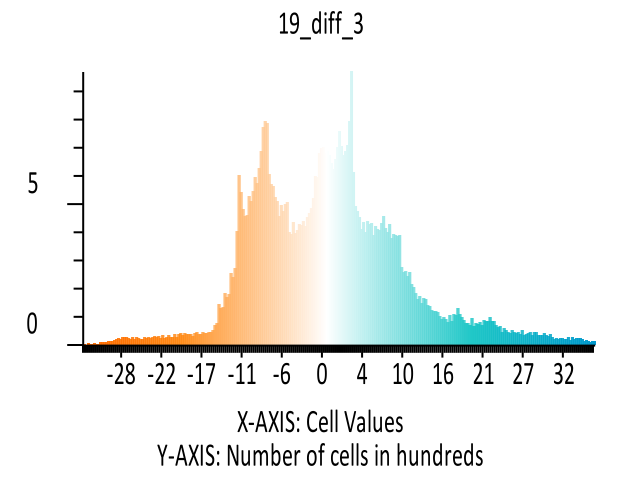 19_diff_3
5
0
-28 -22 -17 -11 -6 0 4 10 16 21 27 32
X-AXIS: Cell Values
Y-AXIS: Number of cells in hundreds